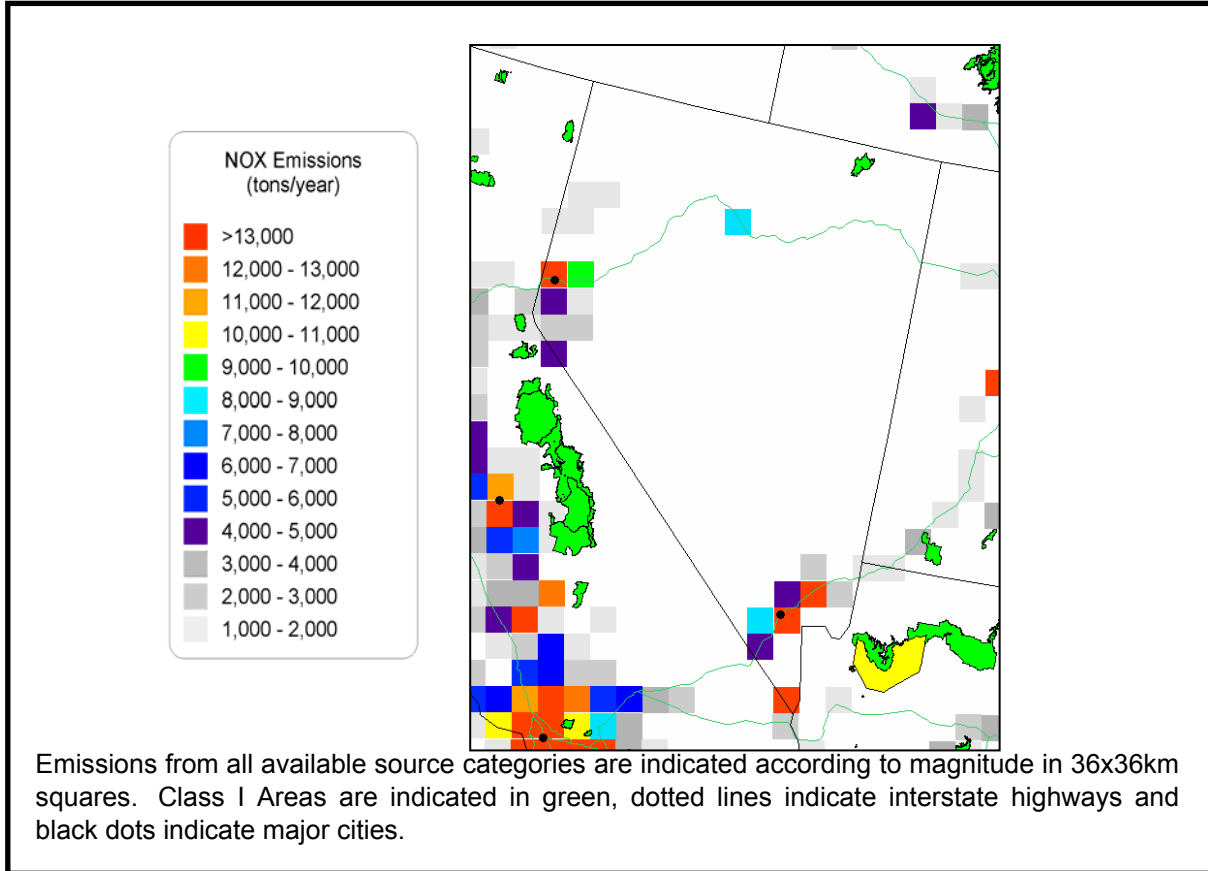 NOX Emissions
(tons/year)
>13,000
12,000 - 13,000
11,000 - 12,000
10,000 - 11,000
9,000 - 10,000
8,000 - 9,000
7,000 - 8,000
6,000 - 7,000
5,000 - 6,000
4,000 - 5,000
3,000 - 4,000
2,000 - 3,000
1,000 - 2,000
Emissions from all available source categories are indicated according to magnitude in 36x36km
squares. Class I Areas are indicated in green, dotted lines indicate interstate highways and
black dots indicate major cities.